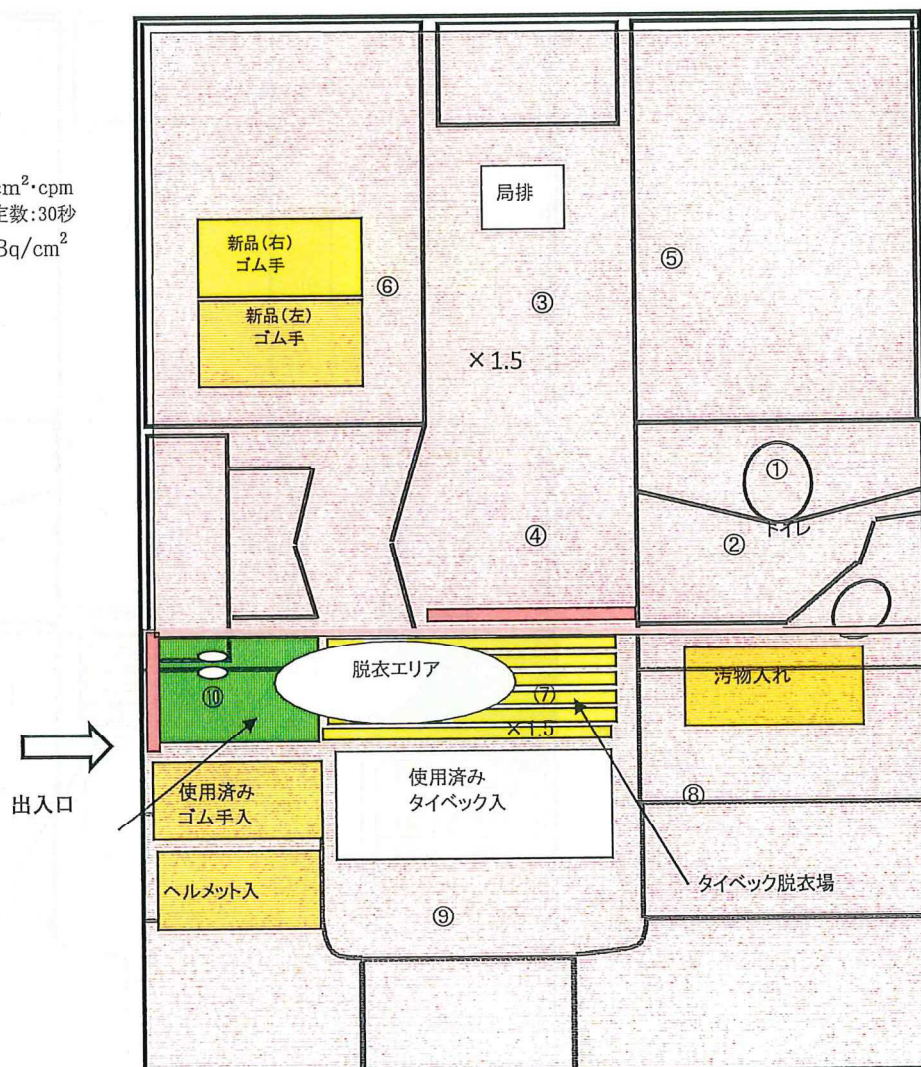 cm²・cpm
定数:30秒
Bq/cm²
局排
新品(右)
ゴム手
⑥
新品(左)
ゴム手
⑤
③
×1.5
①
トイレ
②
④
脱衣エリア
⑩
⑦
×1.5
汚物入れ
出入口
使用済み
ゴム手入
使用済み
タイベック入
⑧
ヘルメット入
タイベック脱衣場
⑨